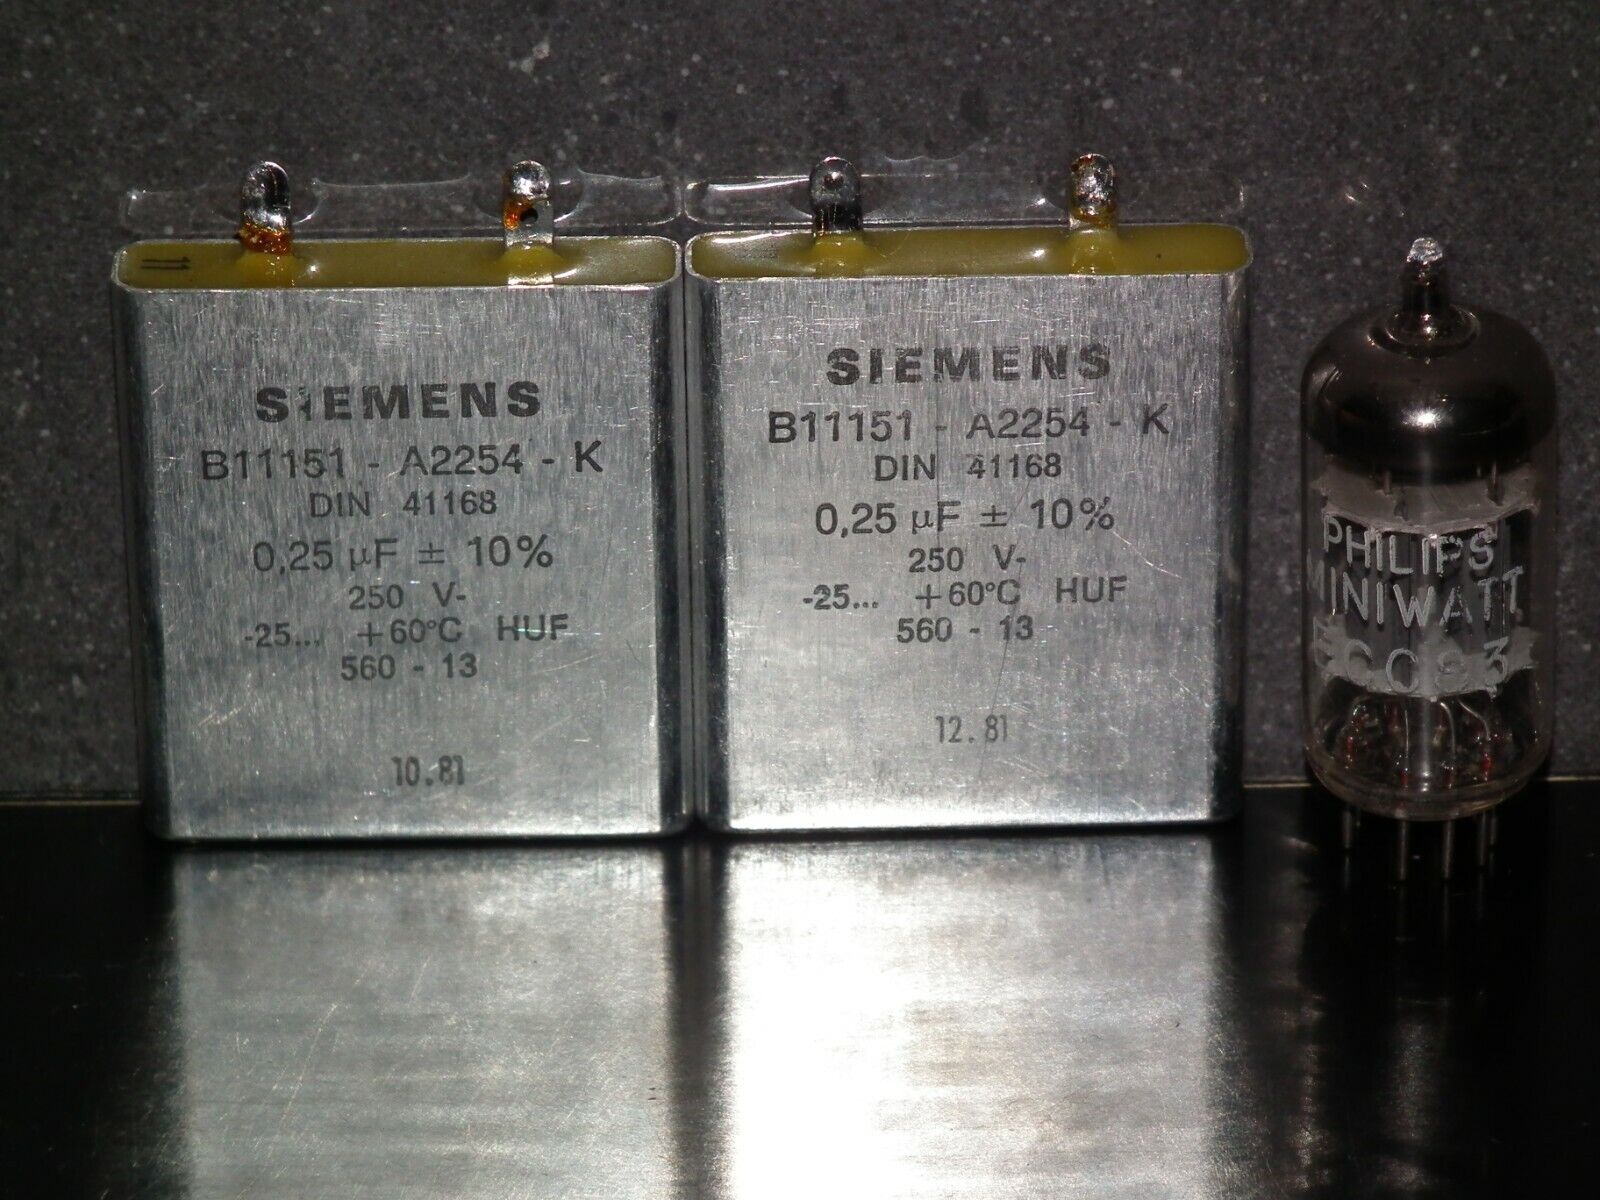 11
SIEMENS
B11151 - A2254 - K
DIN 41168
0,25 µF ± 10%
250 V-
-25... +60°C HUF
560 - 13
10.81
SIEMENS
B11151 - A2254 - K
DIN 41168
0,25 µF ± 10%
250 V-
-25... +60°C HUF
560 - 13
12.81
PHILIPS
MINIWATT